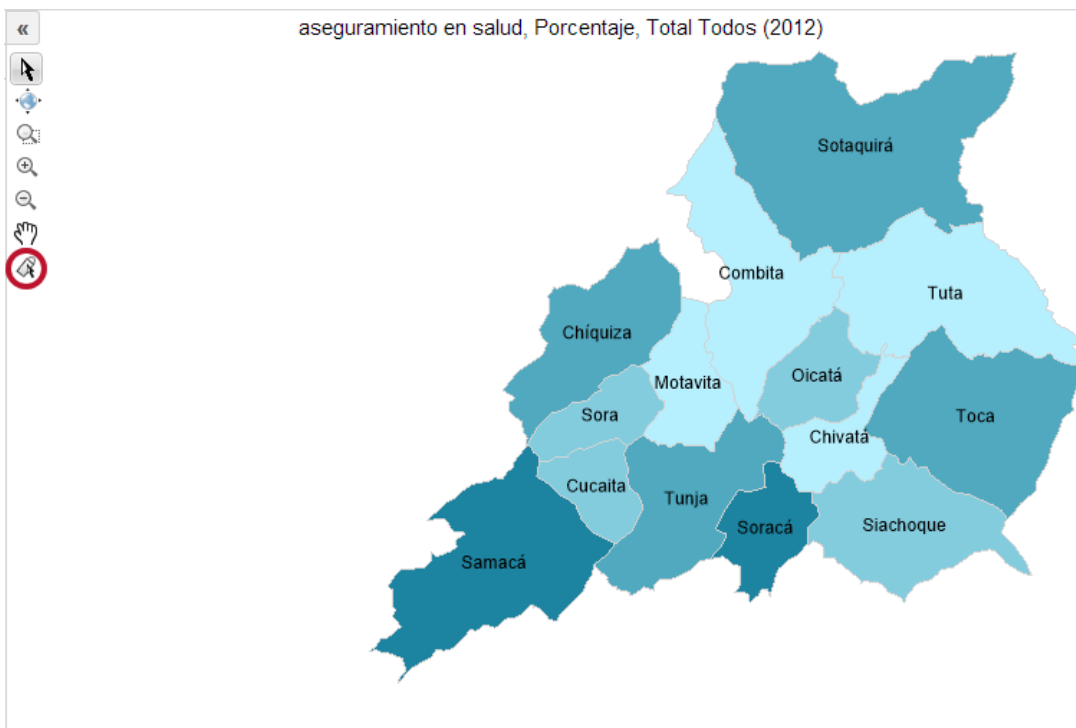 «
aseguramiento en salud, Porcentaje, Total Todos (2012)
Sotaquirá
Combita
Tuta
Chíquiza
Motavita
Oicatá
Sora
Toca
Chivatá
Cucaita
Tunja
Soracá
Siachoque
Samacá